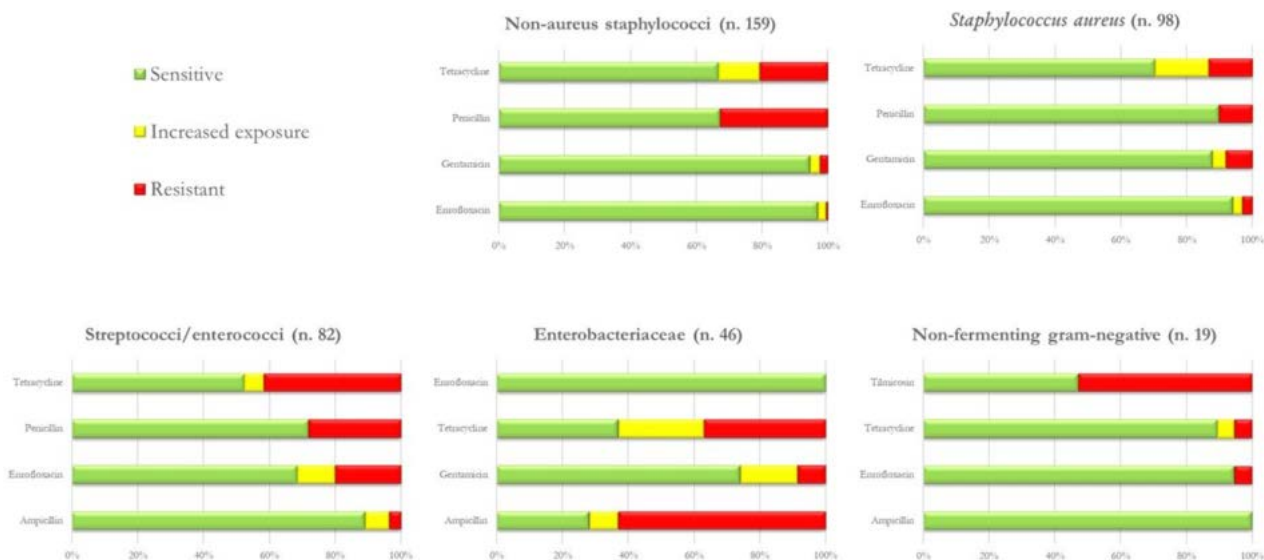 Non-aureus staphylococci (n. 159)
Staphylococcus aureus (n. 98)
Sensitive
Increased exposure
Resistant
Tetracycline
Penicillin
Gentamicin
Enrofloxacin
0% 20% 40% 60% 80% 100%
Tetracycline
Penicillin
Gentamicin
Enrofloxacin
0% 20% 40% 60% 80% 100%
Streptococci/enterococci (n. 82)
Enterobacteriaceae (n. 46)
Non-fermenting gram-negative (n. 19)
Tetracycline
Penicillin
Enrofloxacin
Ampicillin
0% 20% 40% 60% 80% 100%
Enrofloxacin
Tetracycline
Gentamicin
Ampicillin
0% 20% 40% 60% 80% 100%
Tilmicosin
Tetracycline
Enrofloxacin
Ampicillin
0% 20% 40% 60% 80% 100%